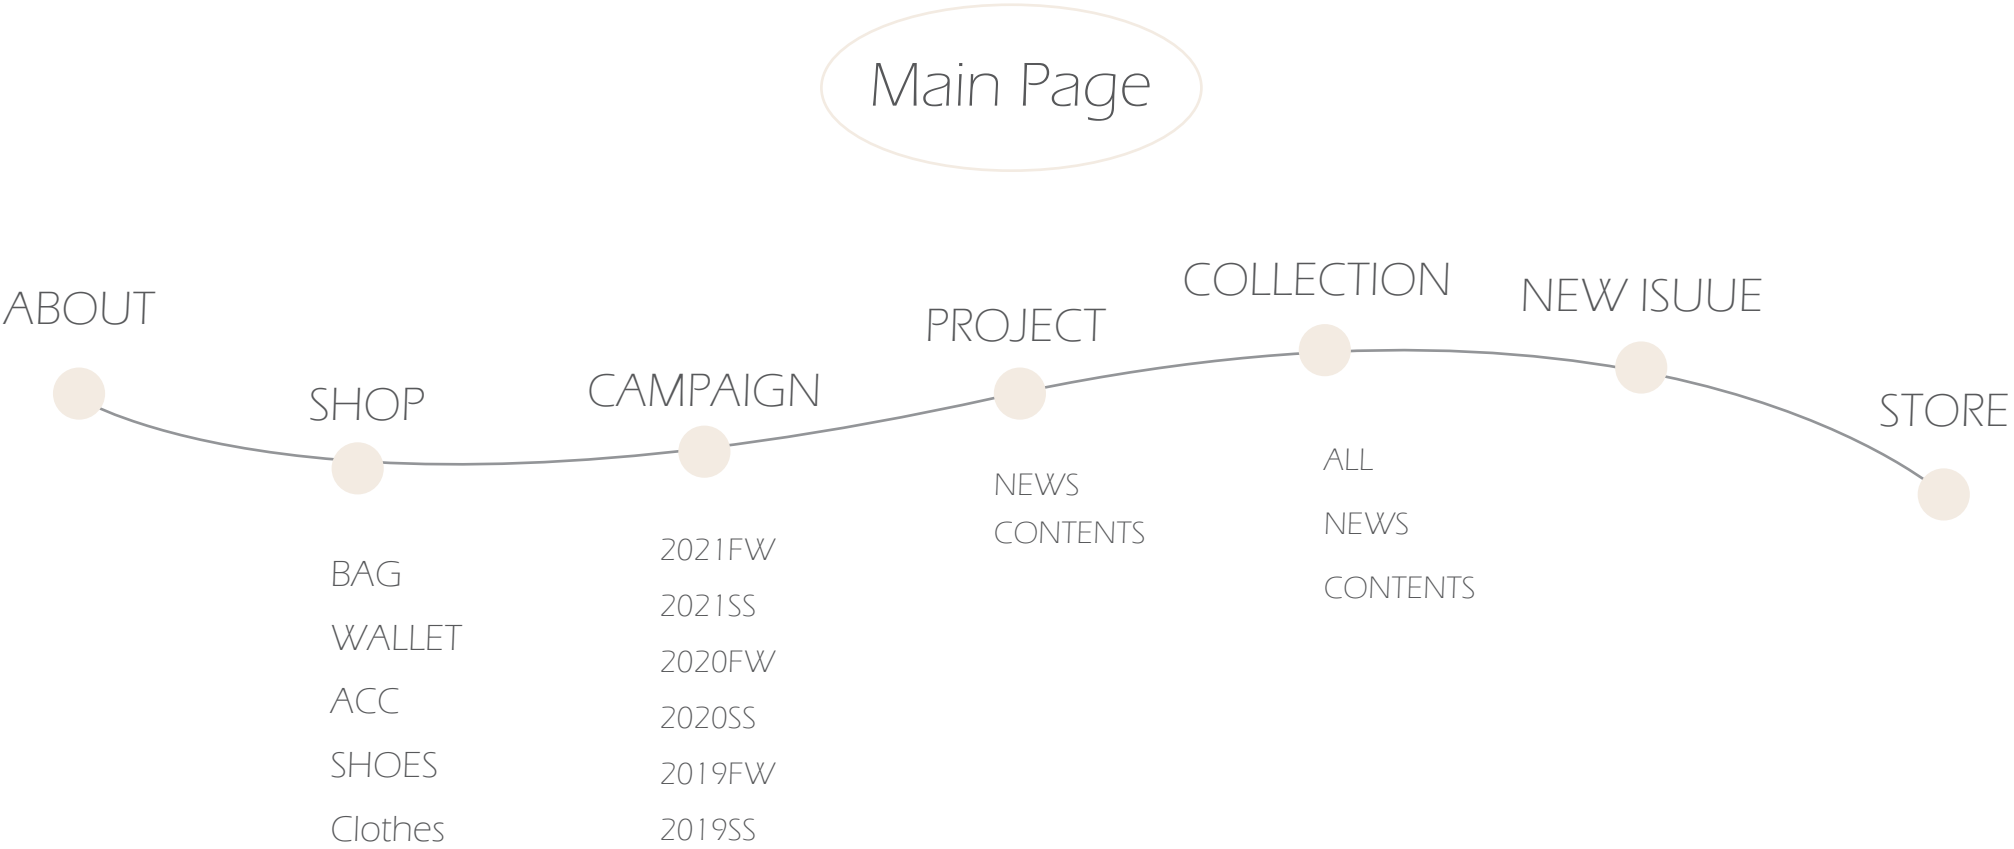 Main Page
ABOUT
SHOP
BAG
WALLET
ACC
SHOES
Clothes
CAMPAIGN
2021FW
2021SS
2020FW
2020SS
2019FW
2019SS
PROJECT
NEWS
CONTENTS
COLLECTION
ALL
NEWS
CONTENTS
NEW ISUUE
STORE